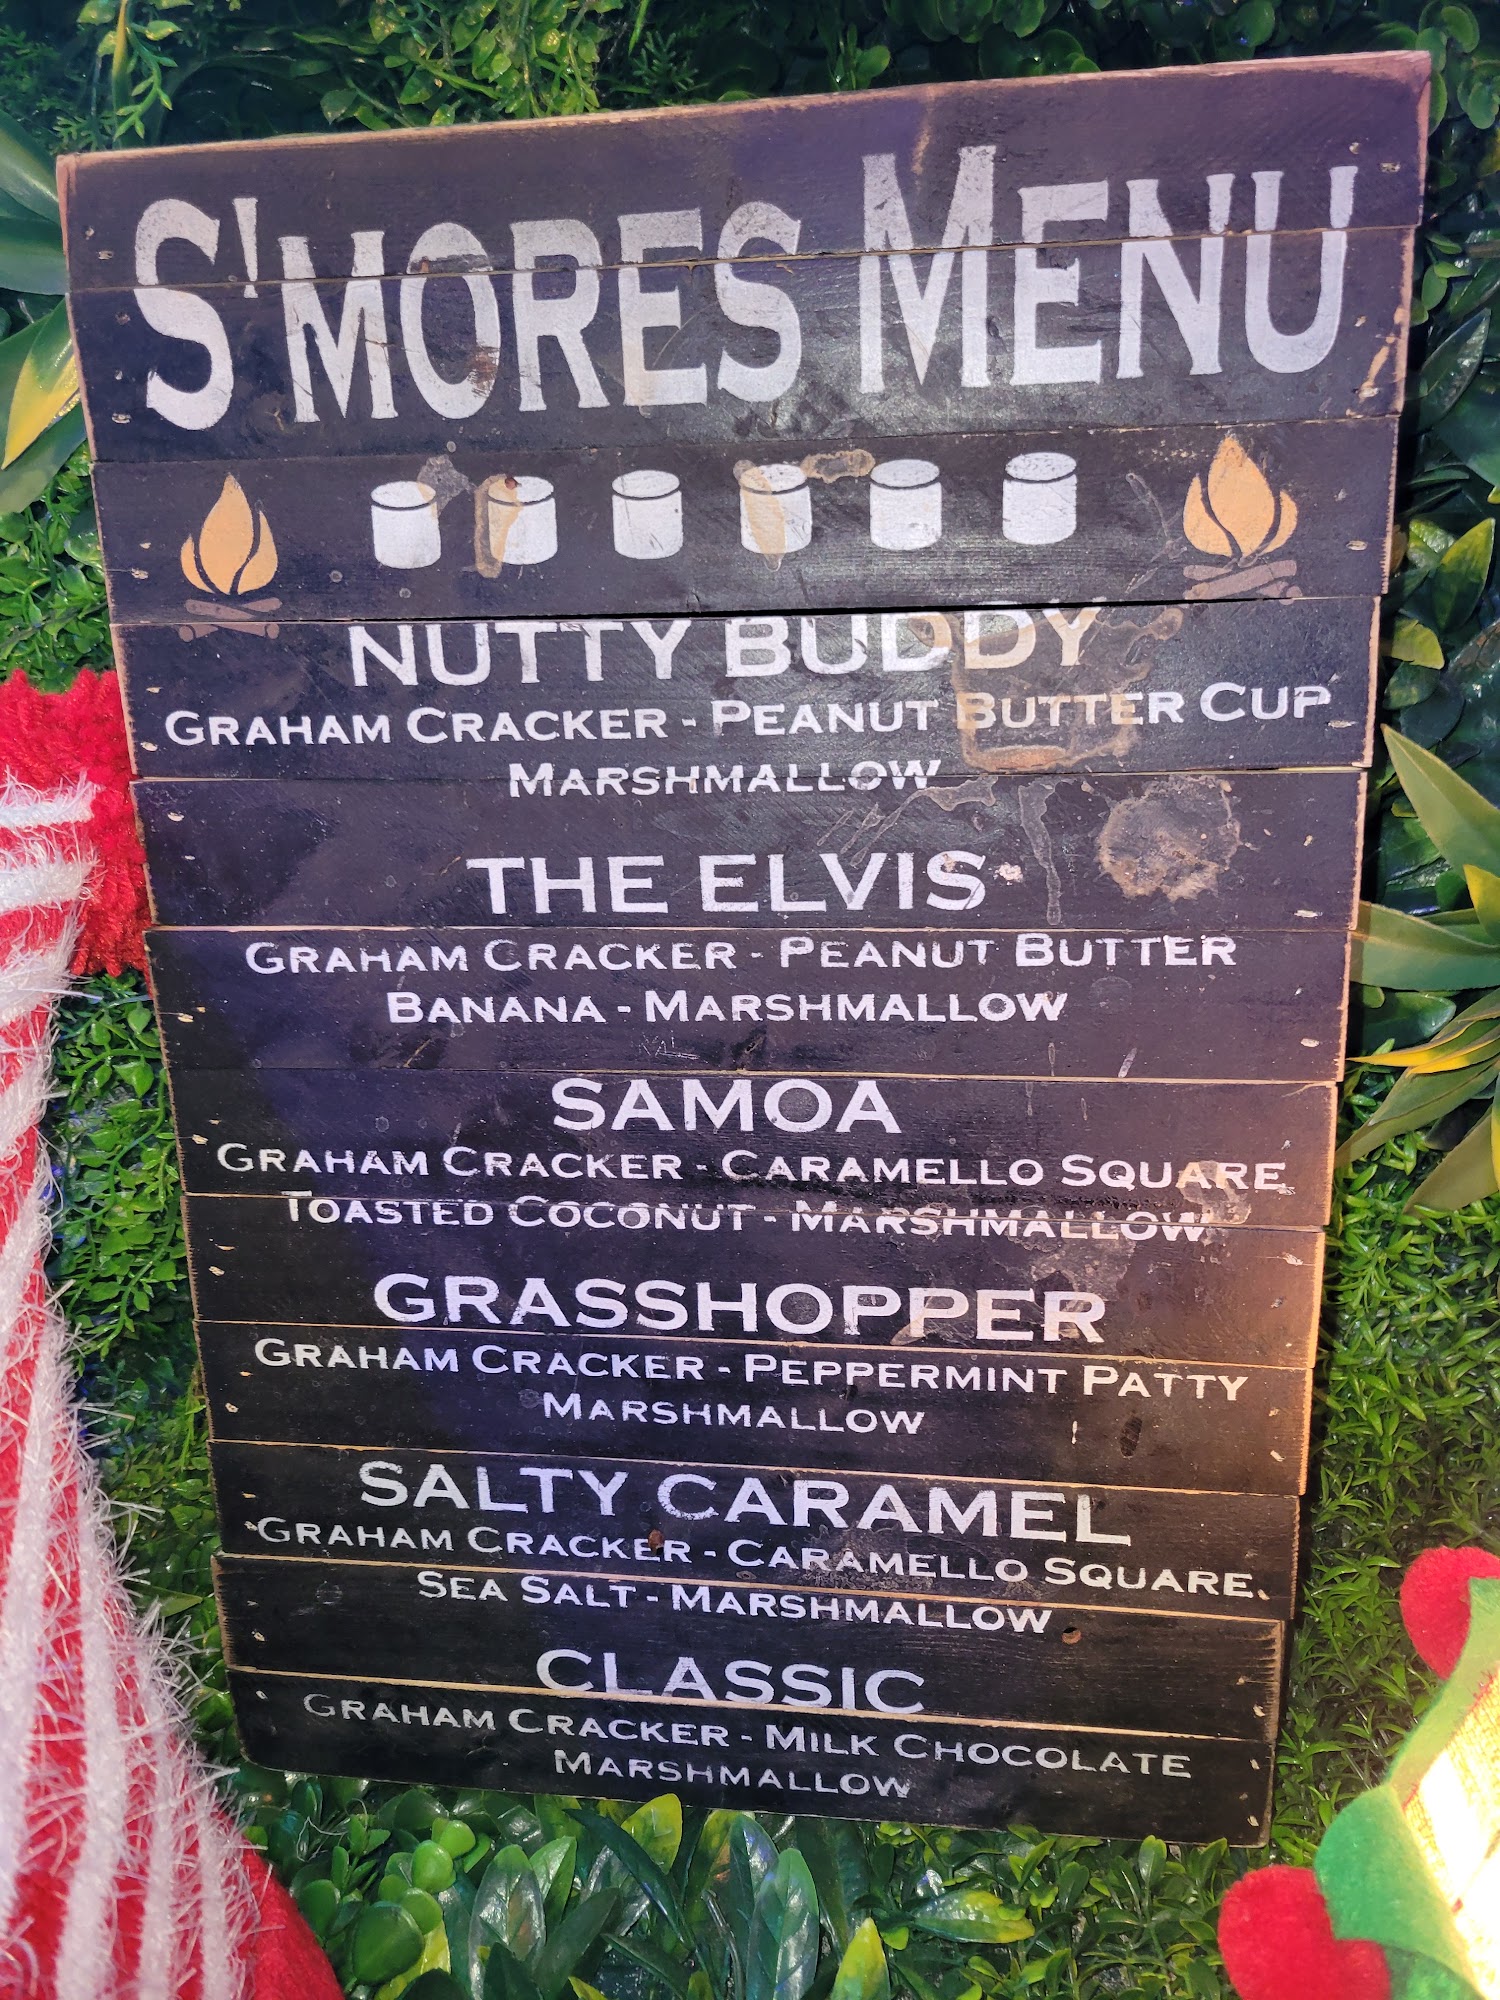 S'MORES MENU
NUTTY BUDDY
GRAHAM CRACKER - PEANUT BUTTER CUP
MARSHMALLOW
THE ELVIS
GRAHAM CRACKER - PEANUT BUTTER
BANANA - MARSHMALLOW
SAMOA
GRAHAM CRACKER - CARAMELLO SQUARE
TOASTED COCONUT - MARSHMALLOW
GRASSHOPPER
GRAHAM CRACKER - PEPPERMINT PATTY
MARSHMALLOW
SALTY CARAMEL
GRAHAM CRACKER - CARAMELLO SQUARE
SEA SALT - MARSHMALLOW
CLASSIC
GRAHAM CRACKER - MILK CHOCOLATE
MARSHMALLOW